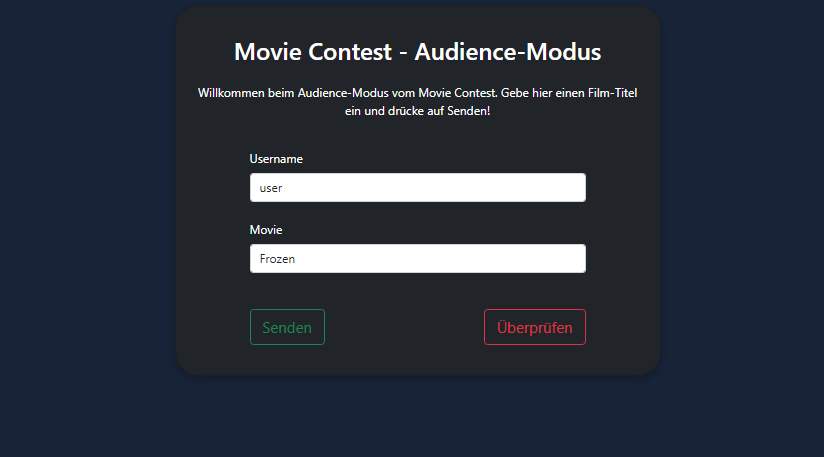 Movie Contest - Audience-Modus
Willkommen beim Audience-Modus vom Movie Contest. Gebe hier einen Film-Titel
ein und drücke auf Senden!
Username
user
Movie
Frozen
Senden
Überprüfen